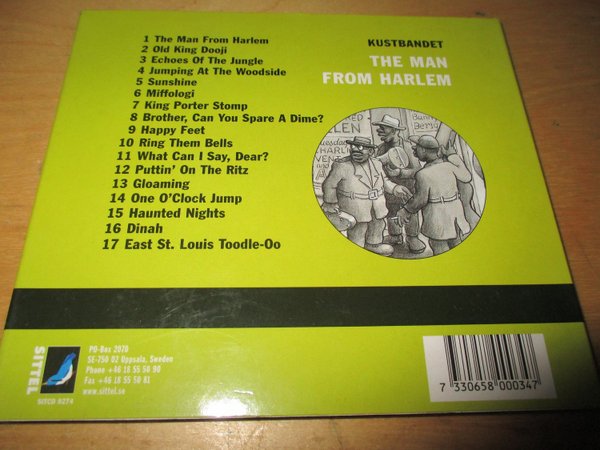 1 The Man From Harlem
2 Old King Dooji
3 Echoes Of The Jungle
4 Jumping At The Woodside
5 Sunshine
6 Miffologi
7 King Porter Stomp
8 Brother, Can You Spare A Dime?
9 Happy Feet
10 Ring Them Bells
11 What Can I Say, Dear?
12 Puttin' On The Ritz
13 Gloaming
14 One O'Clock Jump
15 Haunted Nights
16 Dinah
17 East St. Louis Toodle-Oo
KUSTBANDET
THE MAN
FROM HARLEM
SITTEL
SITCD 9274
PO-Box 2070
SE-750 02 Uppsala, Sweden
Phone +46 18 55 50 90
Fax +46 18 55 50 81
www.sittel.se
7 330658 000347